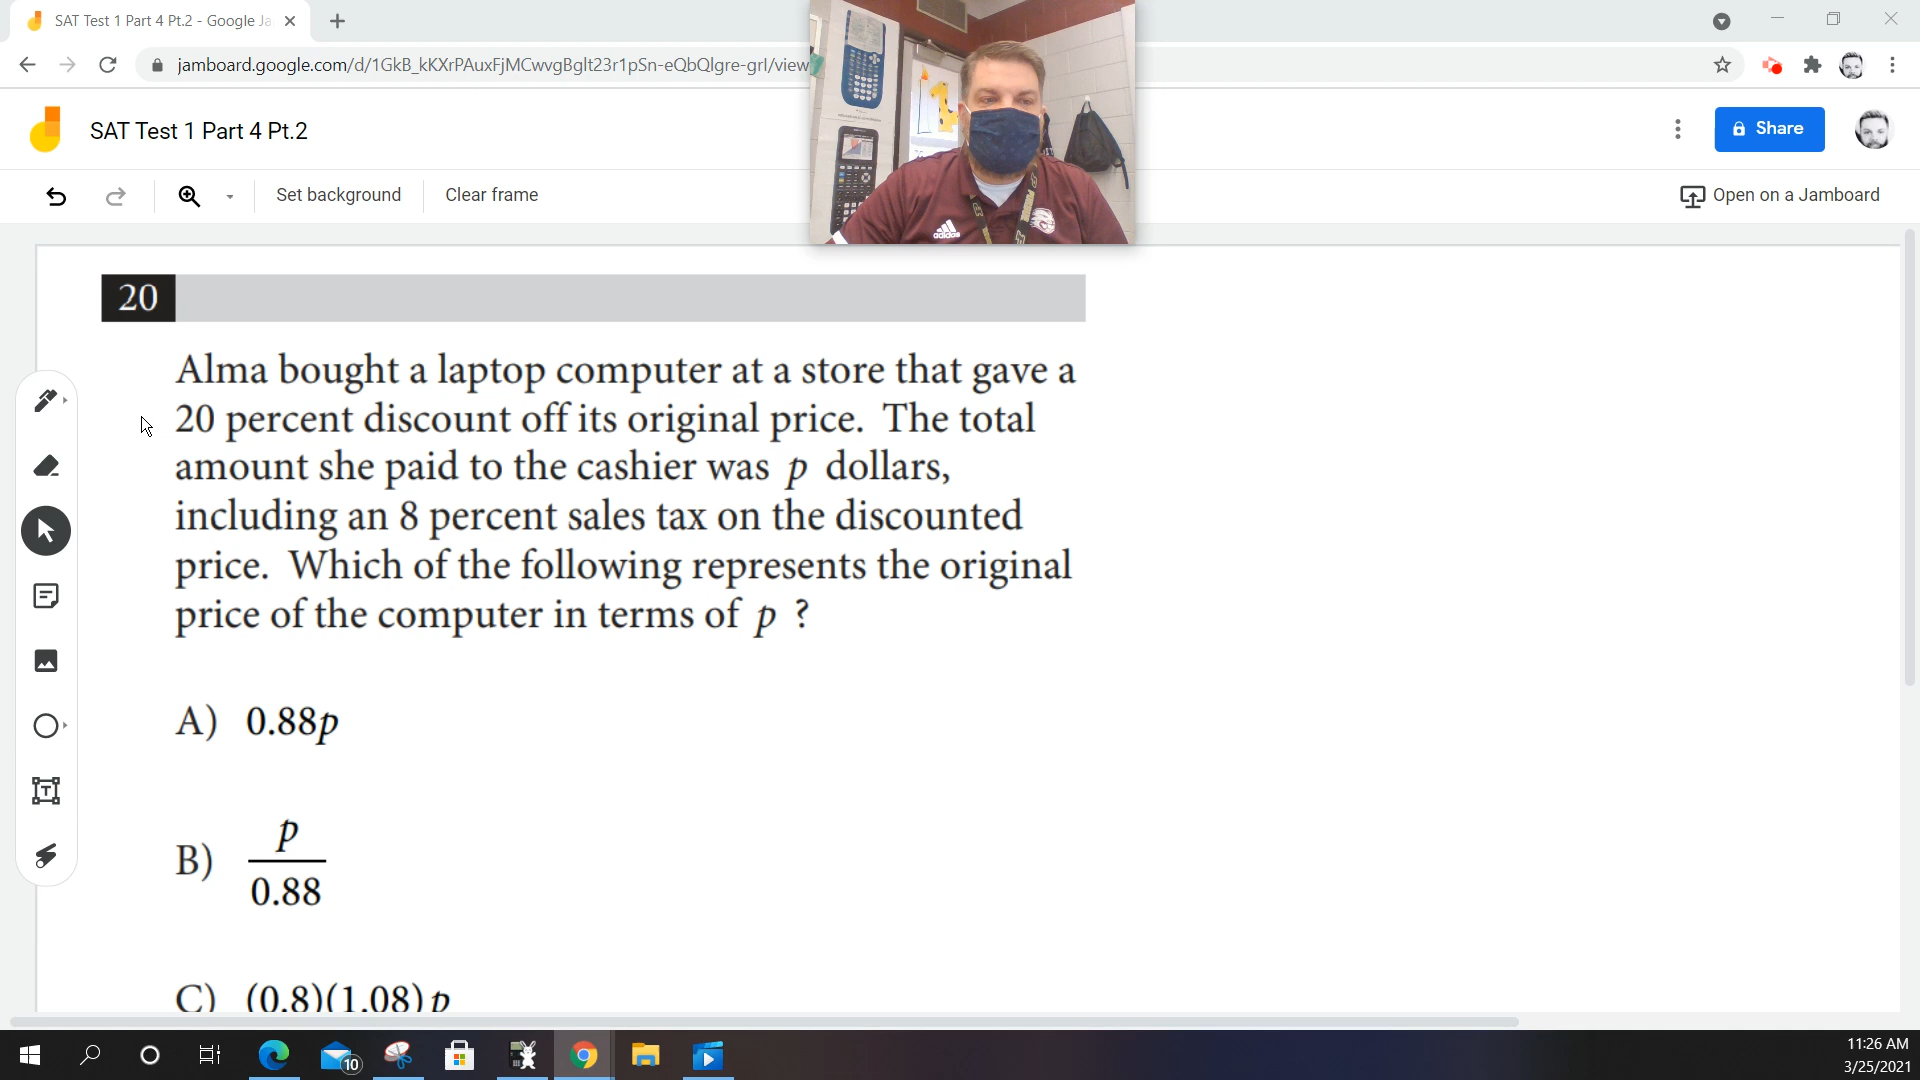 SAT Test 1 Part 4 Pt.2 - Google Ja
jamboard.google.com/d/1GkB_kKXrPAuxFjMCwvgBglt23r1pSn-eQbQlgre-grl/view
SAT Test 1 Part 4 Pt.2
Share
Set background
Clear frame
Open on a Jamboard
adidas
20
Alma bought a laptop computer at a store that gave a
20 percent discount off its original price. The total
amount she paid to the cashier was p dollars,
including an 8 percent sales tax on the discounted
price. Which of the following represents the original
price of the computer in terms of p ?
A) 0.88p
B) p
0.88
C) (0.8)(1.08)p
10
11:26 AM
3/25/2021